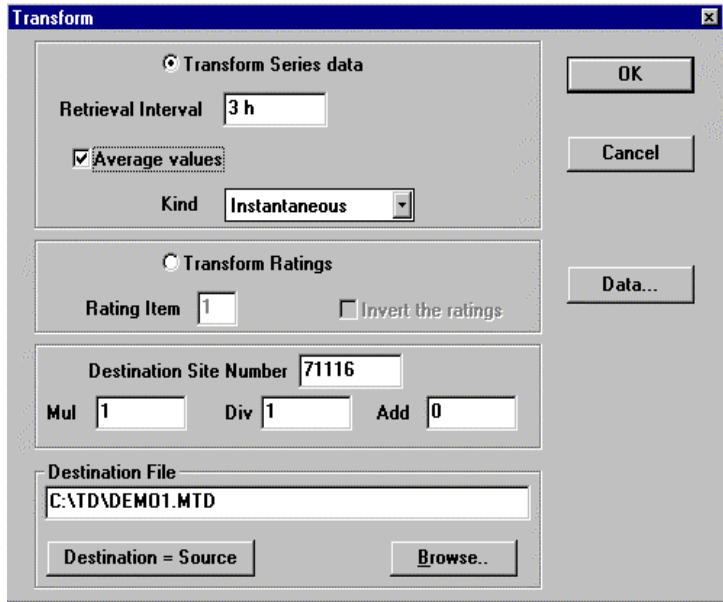 Transform
Transform Series data
OK
Retrieval Interval 3 h
Average values
Cancel
Kind Instantaneous
Transform Ratings
Data...
Rating Item 1 Invert the ratings
Destination Site Number 71116
Mul 1 Div 1 Add 0
Destination File
C:\TD\DEMO1.MTD
Destination = Source Browse..